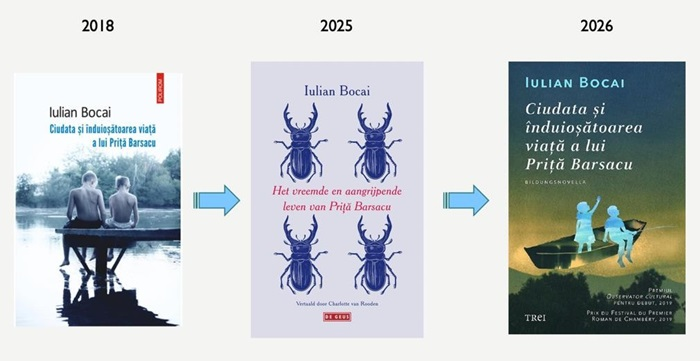 2018
2025
2026
POLIROM
Iulian Bocai
Ciudata și înduioșătoarea viață
a lui Priță Barsacu
Iulian Bocai
Het vreemde en aangrijpende
leven van Priță Barsacu
Vertaald door Charlotte van Rooden
DE GEUS
IULIAN BOCAI
Ciudata și
înduioșătoarea
viață a lui
Priță Barsacu
BILDUNGSNOVELLA
PREMIUL
OBSERVATOR CULTURAL
PENTRU DEBUT, 2019
PRIX DU FESTIVAL DU PREMIER
ROMAN DE CHAMBÉRY, 2019
TREI